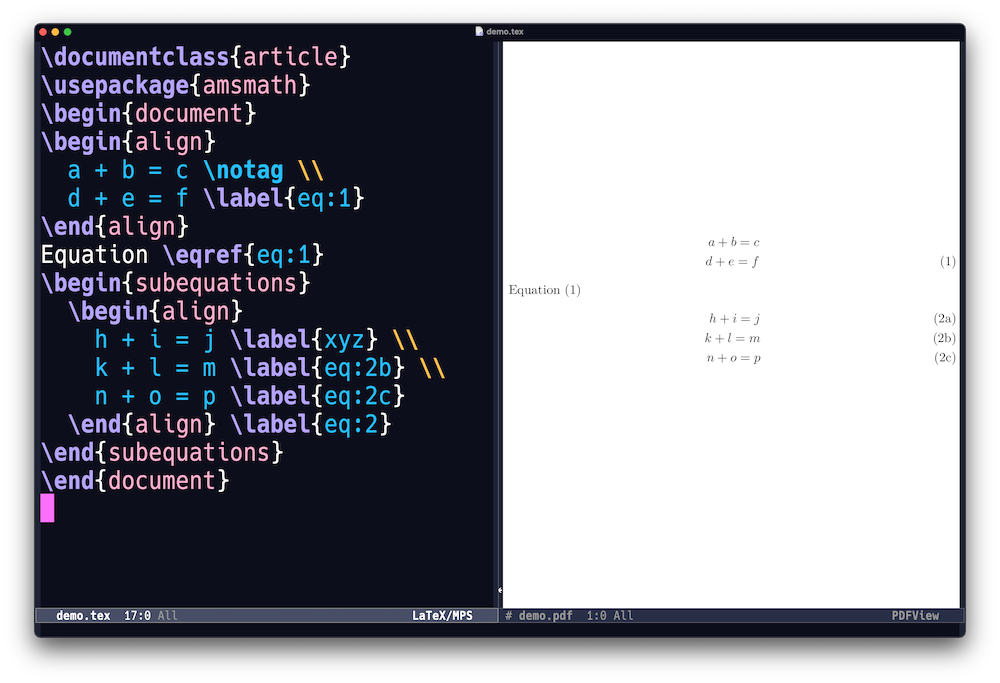 demo.tex
\documentclass{article}
\usepackage{amsmath}
\begin{document}
\begin{align}
  a + b = c \notag \\
  d + e = f \label{eq:1}
\end{align}
Equation \eqref{eq:1}
\begin{subequations}
  \begin{align}
    h + i = j \label{xyz} \\
    k + l = m \label{eq:2b} \\
    n + o = p \label{eq:2c}
  \end{align} \label{eq:2}
\end{subequations}
\end{document}
demo.tex 17:0 All LaTeX/MPS
a + b = c
d + e = f (1)
Equation (1)
h + i = j (2a)
k + l = m (2b)
n + o = p (2c)
# demo.pdf 1:0 All PDFView